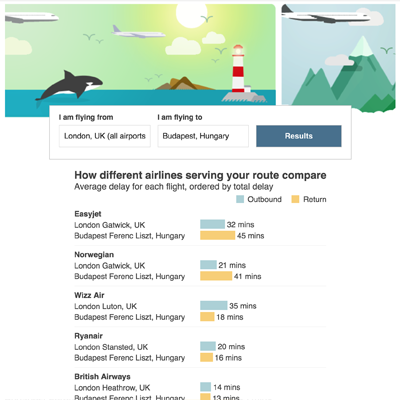 I am flying from
I am flying to
London, UK (all airports
Budapest, Hungary
Results
How different airlines serving your route compare
Average delay for each flight, ordered by total delay
Outbound
Return
Easyjet
London Gatwick, UK
32 mins
Budapest Ferenc Liszt, Hungary
45 mins
Norwegian
London Gatwick, UK
21 mins
Budapest Ferenc Liszt, Hungary
41 mins
Wizz Air
London Luton, UK
35 mins
Budapest Ferenc Liszt, Hungary
18 mins
Ryanair
London Stansted, UK
20 mins
Budapest Ferenc Liszt, Hungary
16 mins
British Airways
London Heathrow, UK
14 mins
Budapest Ferenc Liszt, Hungary
13 mins